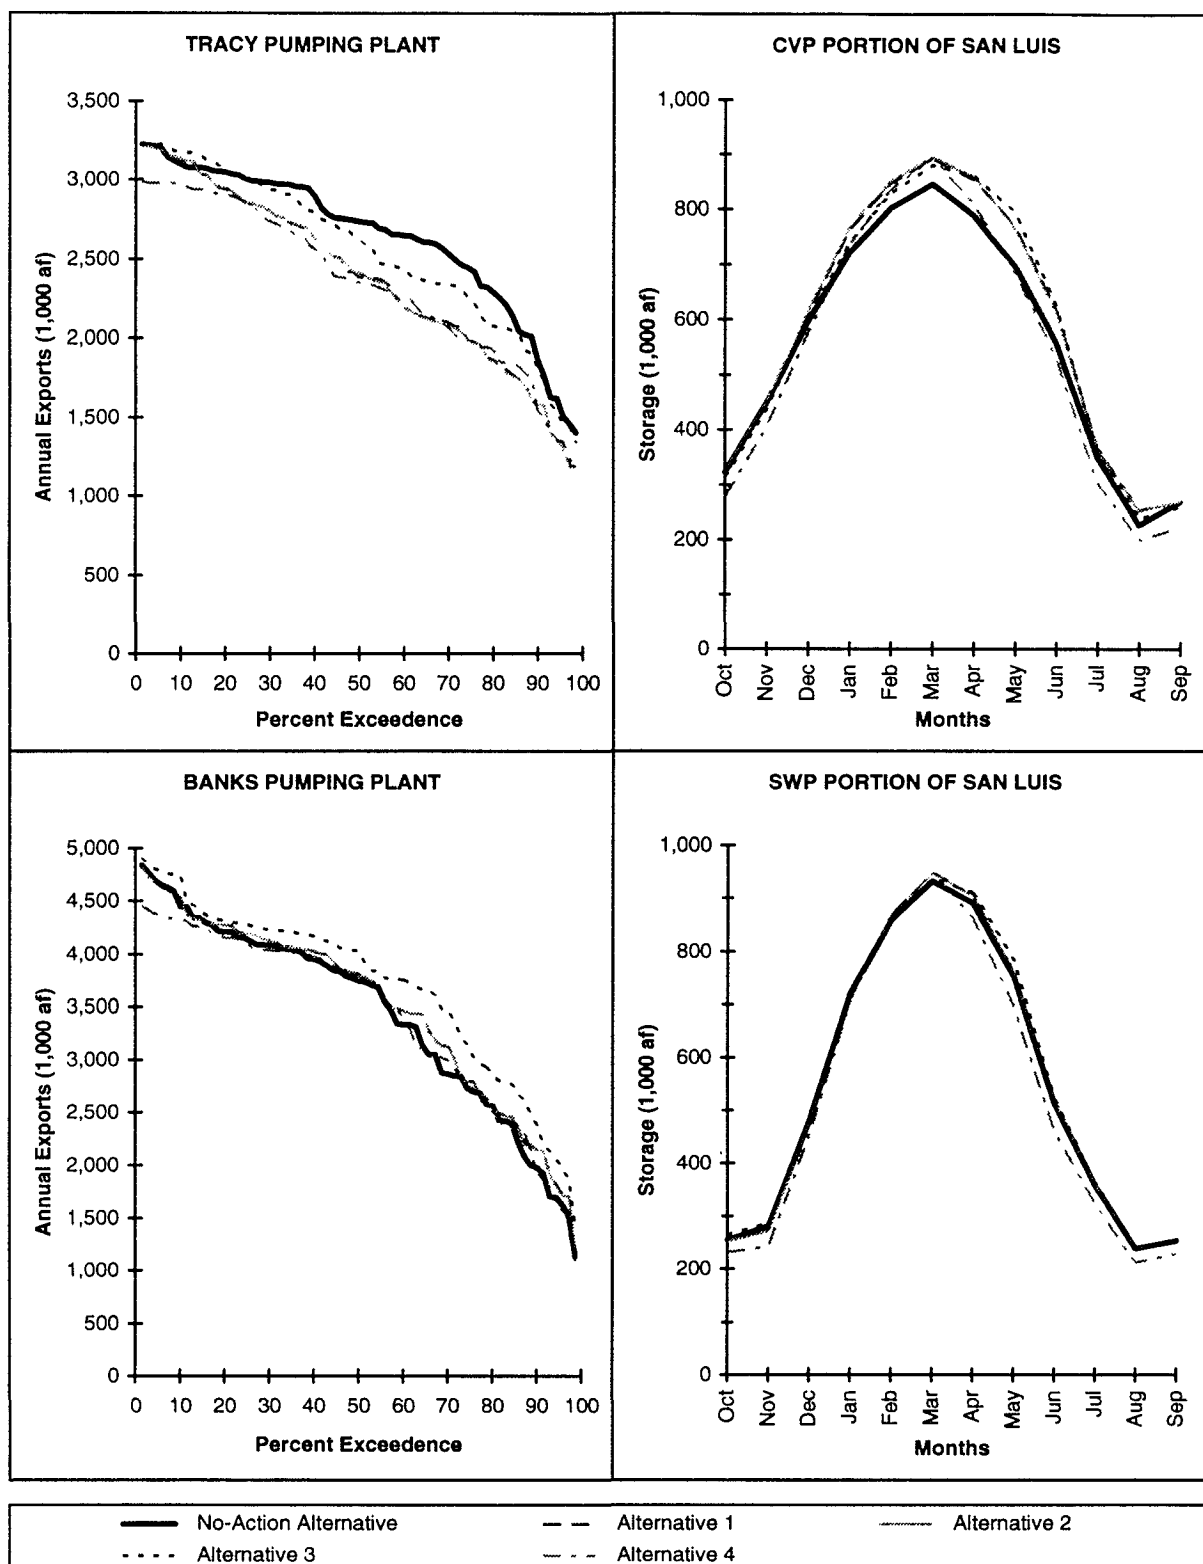 TRACY PUMPING PLANT
Annual Exports (1,000 af)
3,500
3,000
2,500
2,000
1,500
1,000
500
0
0 10 20 30 40 50 60 70 80 90 100
Percent Exceedence
CVP PORTION OF SAN LUIS
Storage (1,000 af)
1,000
800
600
400
200
0
Oct Nov Dec Jan Feb Mar Apr May Jun Jul Aug Sep
Months
BANKS PUMPING PLANT
Annual Exports (1,000 af)
5,000
4,500
4,000
3,500
3,000
2,500
2,000
1,500
1,000
500
0
0 10 20 30 40 50 60 70 80 90 100
Percent Exceedence
SWP PORTION OF SAN LUIS
Storage (1,000 af)
1,000
800
600
400
200
0
Oct Nov Dec Jan Feb Mar Apr May Jun Jul Aug Sep
Months
No-Action Alternative Alternative 1 Alternative 2
Alternative 3 Alternative 4